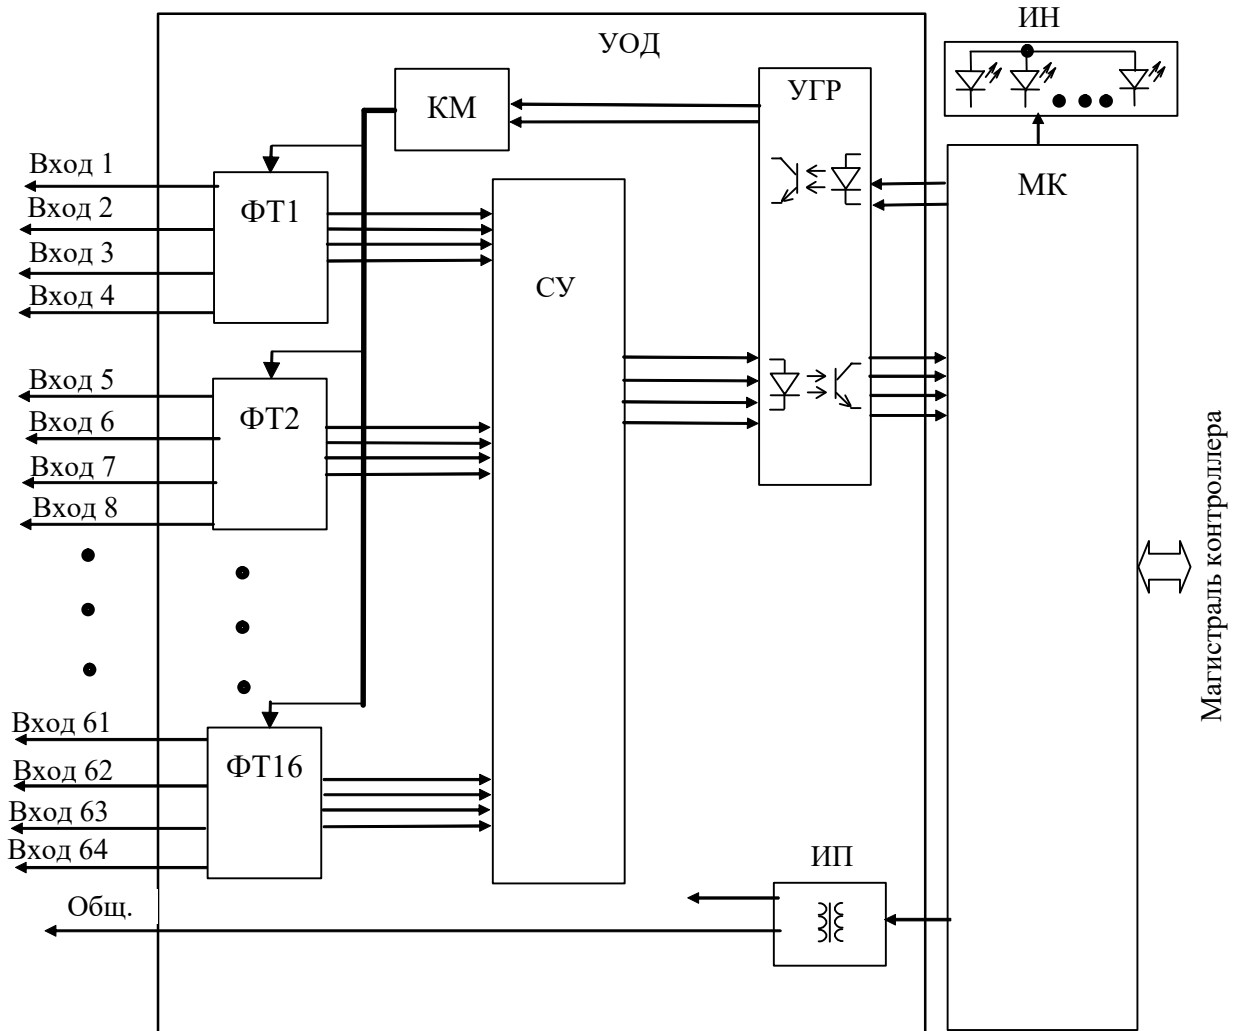 ИН
УОД
УГР
КМ
МК
Вход 1
Вход 2
Вход 3
Вход 4
ФТ1
СУ
Вход 5
Вход 6
Вход 7
Вход 8
ФТ2
Магистраль контроллера
Вход 61
Вход 62
Вход 63
Вход 64
ФТ16
ИП
Общ.